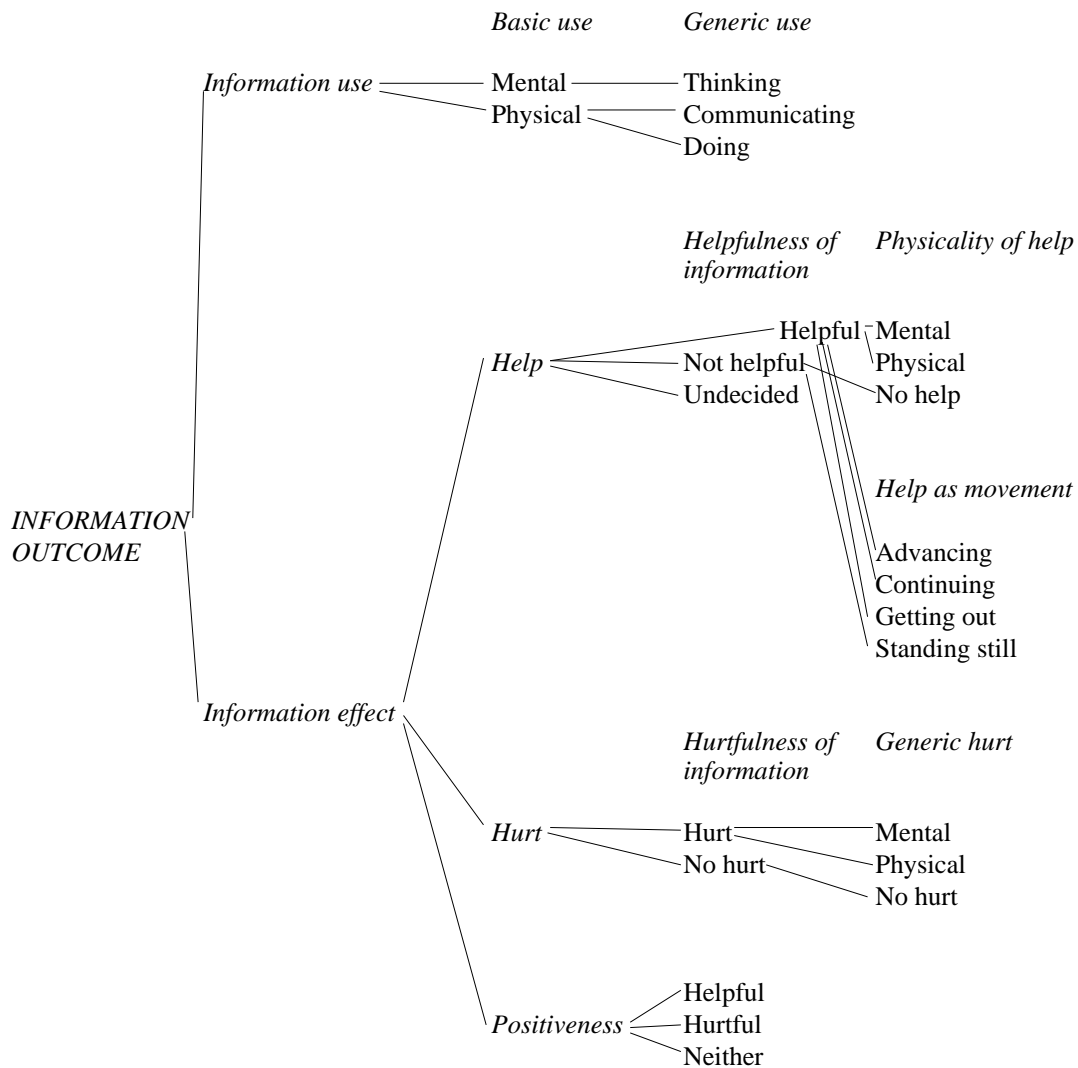 Basic use Generic use
Information use Mental Thinking
Physical Communicating
Doing
Helpfulness of Physicality of help
information
Helpful Mental
Help Not helpful Physical
Undecided No help
Help as movement
INFORMATION
OUTCOME Advancing
Continuing
Getting out
Standing still
Information effect
Hurtfulness of Generic hurt
information
Hurt Hurt Mental
No hurt Physical
No hurt
Helpful
Positiveness Hurtful
Neither